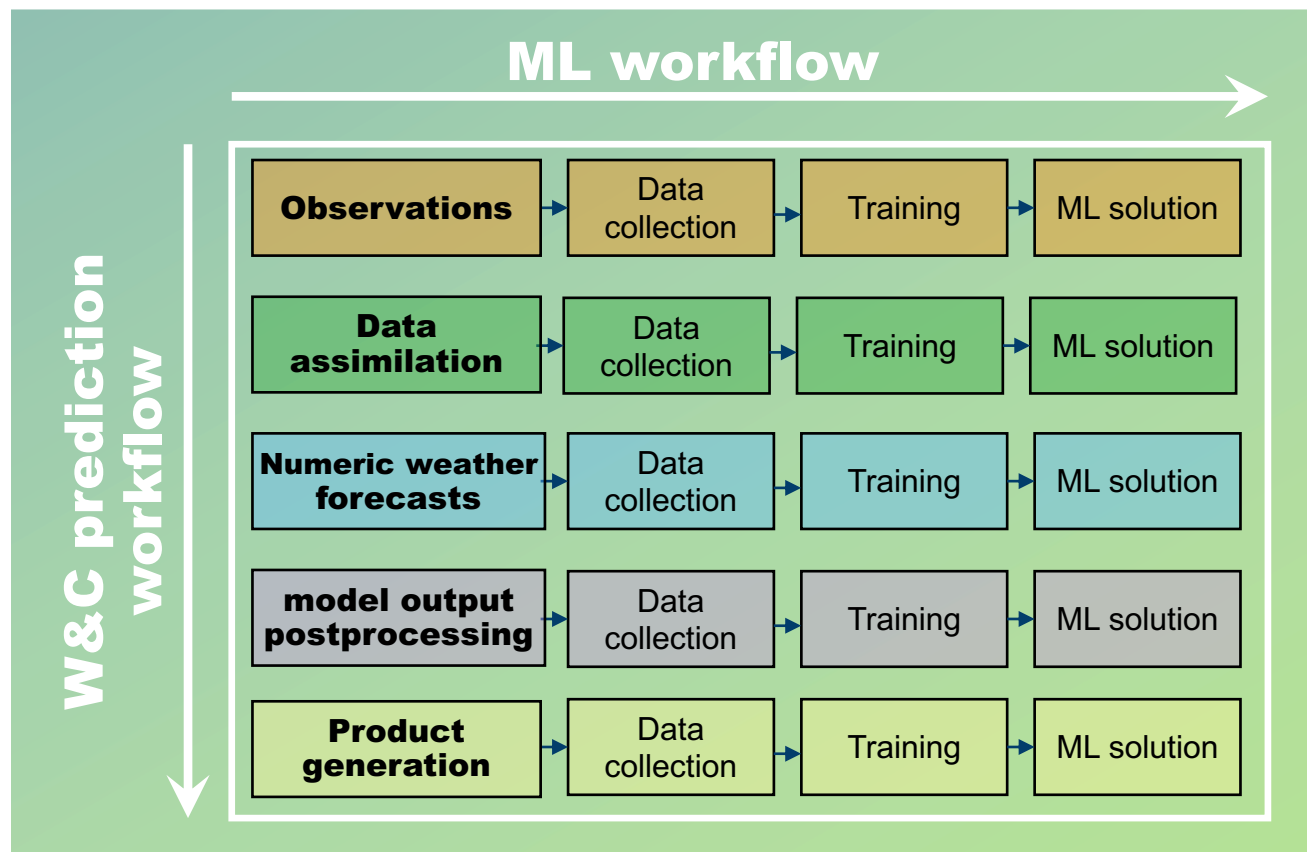 ML workflow
W&C prediction
workflow
Observations
Data
collection
Training
ML solution
Data
assimilation
Data
collection
Training
ML solution
Numeric weather
forecasts
Data
collection
Training
ML solution
model output
postprocessing
Data
collection
Training
ML solution
Product
generation
Data
collection
Training
ML solution